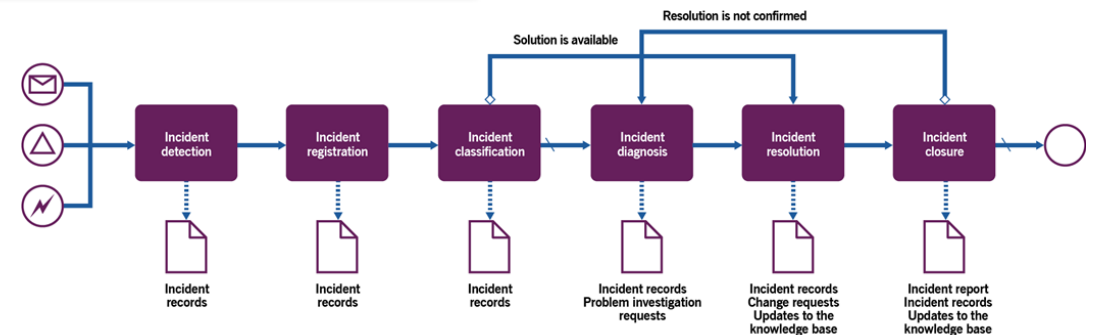 Resolution is not confirmed
Solution is available
Incident
detection
Incident
registration
Incident
classification
Incident
diagnosis
Incident
resolution
Incident
closure
Incident
records
Incident
records
Incident
records
Incident records
Problem investigation
requests
Incident records
Change requests
Updates to the
knowledge base
Incident report
Incident records
Updates to the
knowledge base